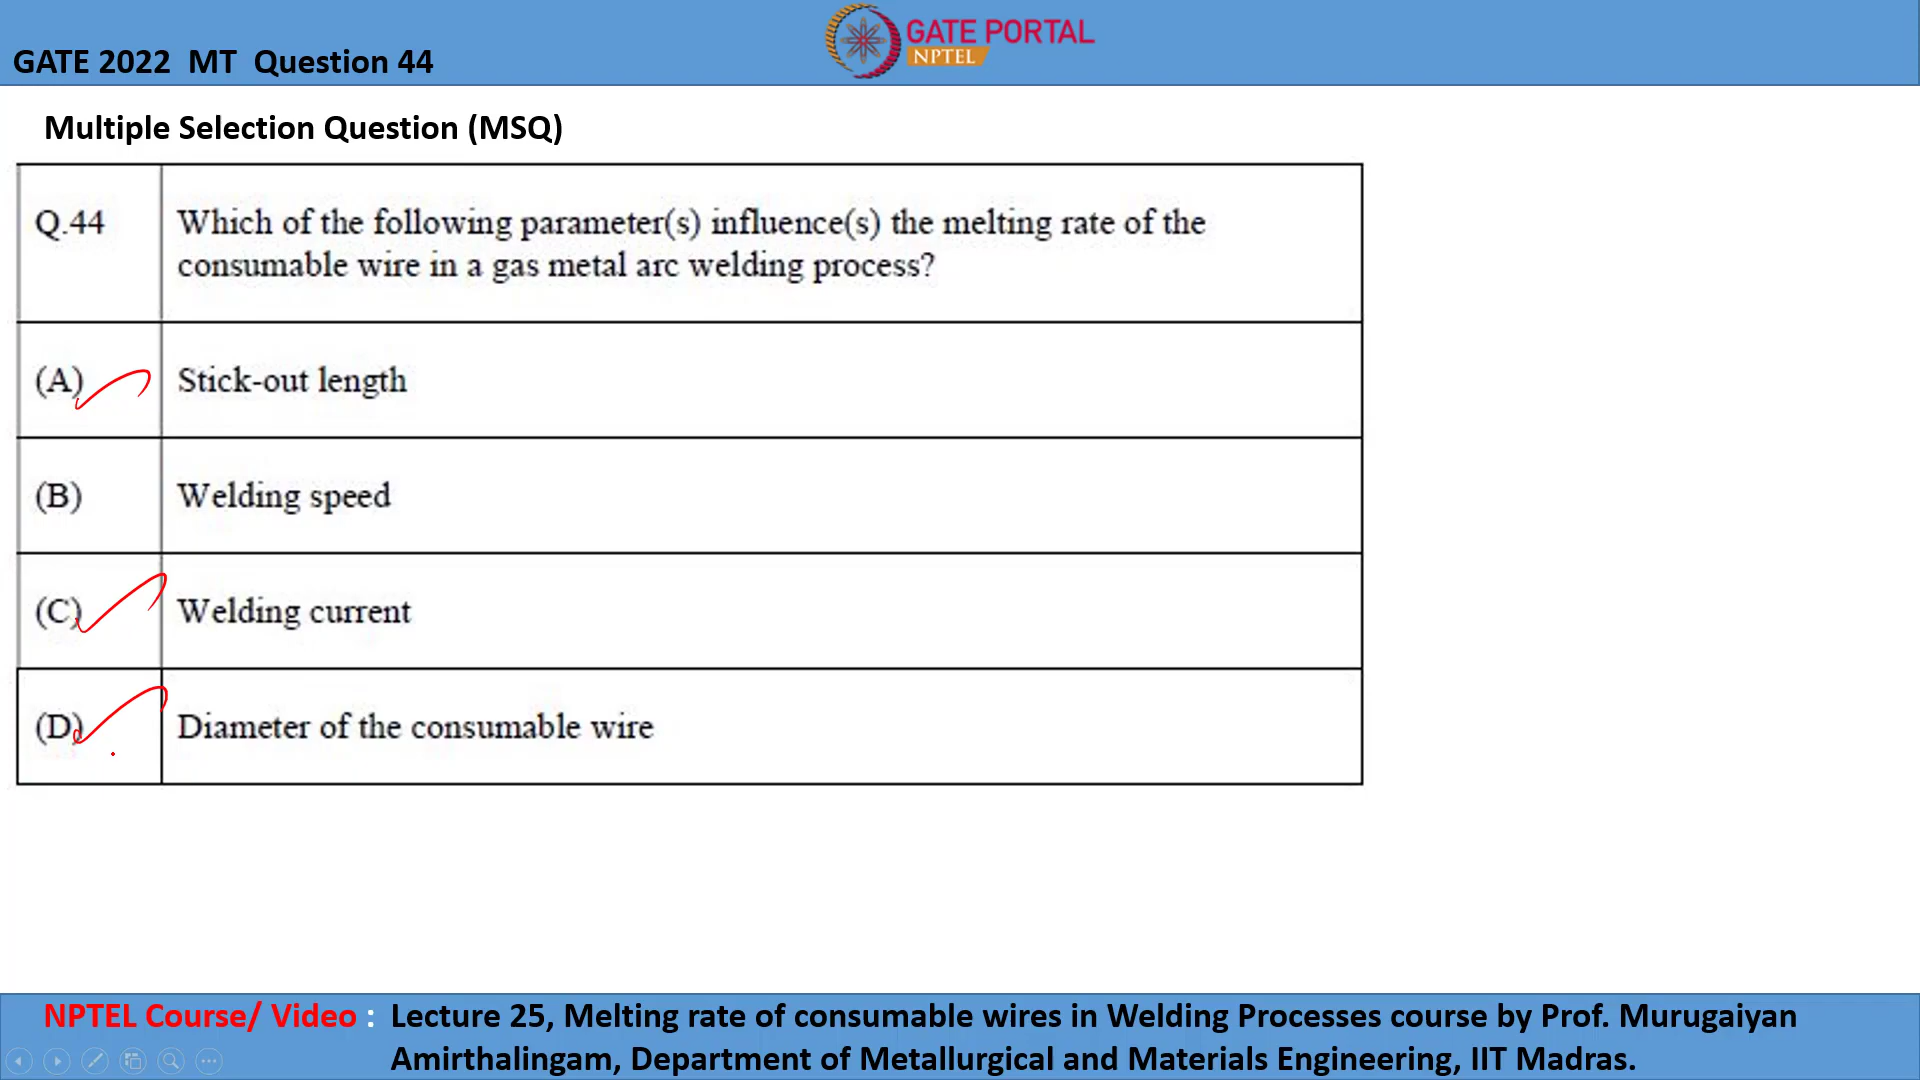 GATE PORTAL
NPTEL
GATE 2022 MT Question 44
Multiple Selection Question (MSQ)
Q.44 Which of the following parameter(s) influence(s) the melting rate of the
consumable wire in a gas metal arc welding process?
(A) Stick-out length
(B) Welding speed
(C) Welding current
(D) Diameter of the consumable wire
NPTEL Course/ Video : Lecture 25, Melting rate of consumable wires in Welding Processes course by Prof. Murugaiyan
Amirthalingam, Department of Metallurgical and Materials Engineering, IIT Madras.